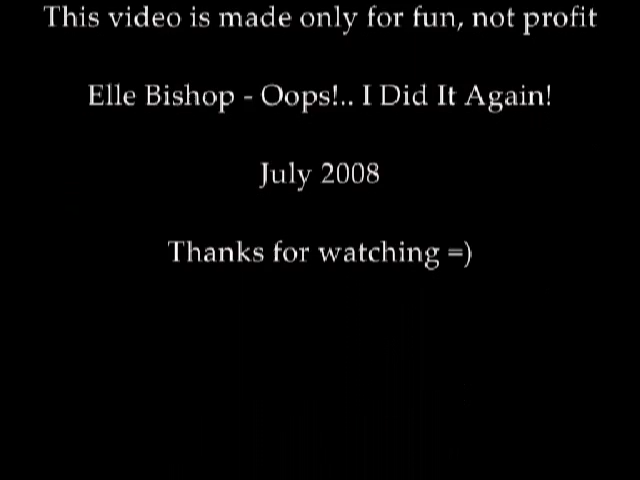 This video is made only for fun, not profit
Elle Bishop - Oops!.. I Did It Again!
July 2008
Thanks for watching =)